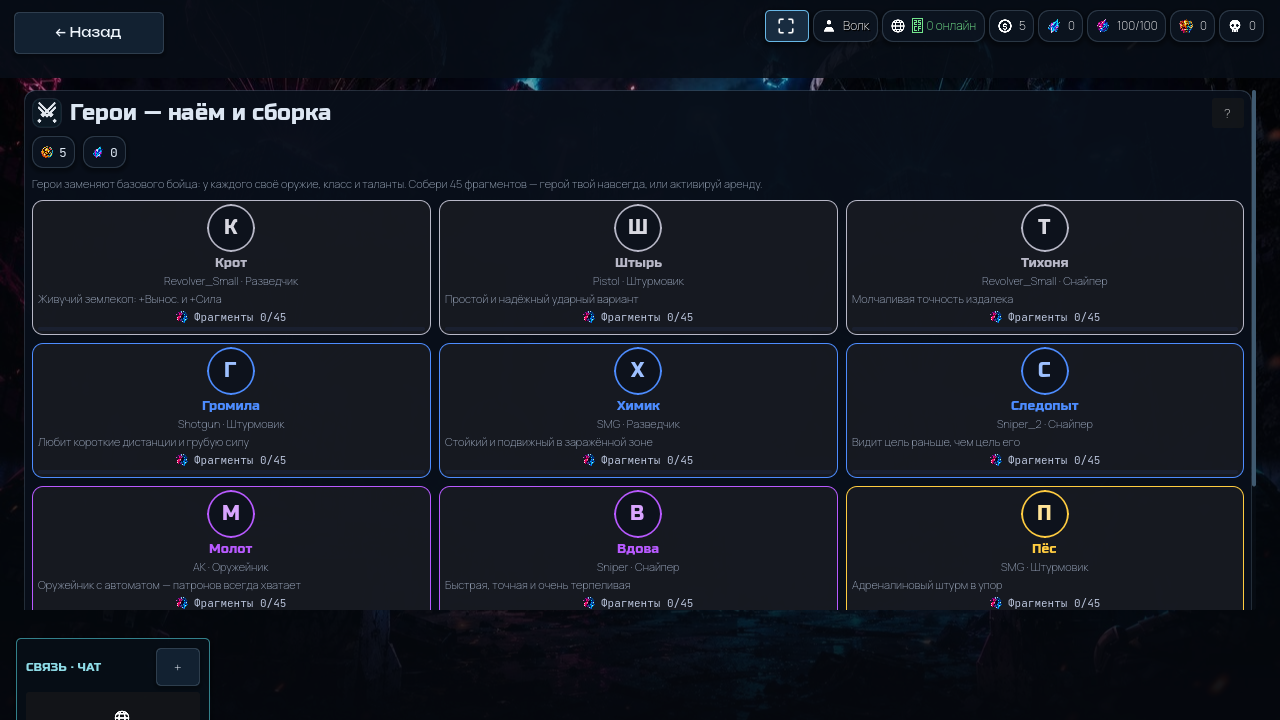 ← Назад
Волк
0 онлайн
5
0
100/100
0
0
Герои — наём и сборка
?
5
0
Герои заменяют базового бойца: у каждого своё оружие, класс и таланты. Собери 45 фрагментов — герой твой навсегда, или активируй аренду.
К
Крот
Revolver_Small · Разведчик
Живучий землекоп: +Вынос. и +Сила
Фрагменты 0/45
Ш
Штырь
Pistol · Штурмовик
Простой и надёжный ударный вариант
Фрагменты 0/45
Т
Тихоня
Revolver_Small · Снайпер
Молчаливая точность издалека
Фрагменты 0/45
Г
Громила
Shotgun · Штурмовик
Любит короткие дистанции и грубую силу
Фрагменты 0/45
Х
Химик
SMG · Разведчик
Стойкий и подвижный в заражённой зоне
Фрагменты 0/45
С
Следопыт
Sniper_2 · Снайпер
Видит цель раньше, чем цель его
Фрагменты 0/45
М
Молот
AK · Оружейник
Оружейник с автоматом — патронов всегда хватает
Фрагменты 0/45
В
Вдова
Sniper · Снайпер
Быстрая, точная и очень терпеливая
Фрагменты 0/45
П
Пёс
SMG · Штурмовик
Адреналиновый штурм в упор
Фрагменты 0/45
СВЯЗЬ · ЧАТ
+